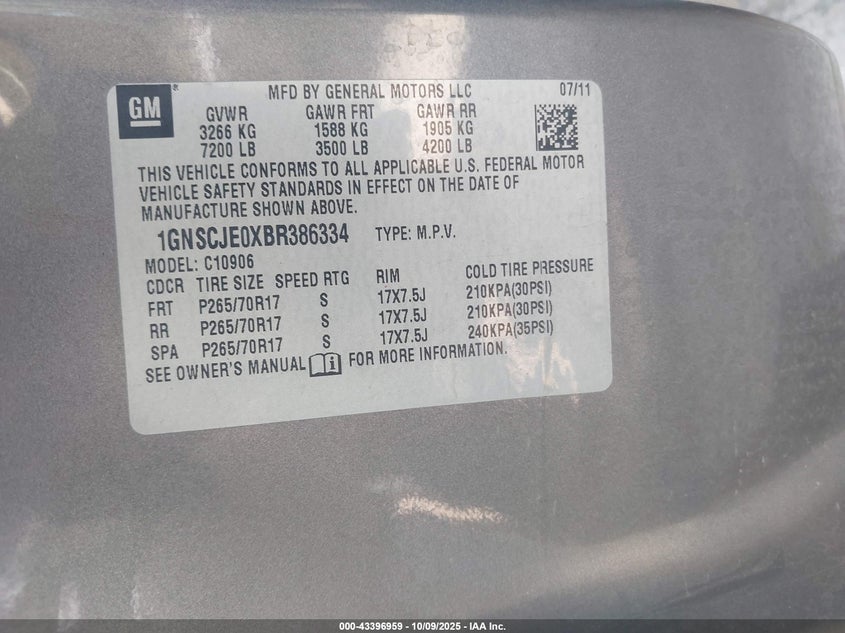 GM
®
MFD BY GENERAL MOTORS LLC 07/11
GVWR GAWR FRT GAWR RR
3266 KG 1588 KG 1905 KG
7200 LB 3500 LB 4200 LB
THIS VEHICLE CONFORMS TO ALL APPLICABLE U.S. FEDERAL MOTOR
VEHICLE SAFETY STANDARDS IN EFFECT ON THE DATE OF
MANUFACTURE SHOWN ABOVE.
1GNSCJE0XBR386334 TYPE: M.P.V.
MODEL: C10906
CDCR TIRE SIZE SPEED RTG RIM COLD TIRE PRESSURE
FRT P265/70R17 S 17X7.5J 210KPA(30PSI)
RR P265/70R17 S 17X7.5J 210KPA(30PSI)
SPA P265/70R17 S 17X7.5J 240KPA(35PSI)
SEE OWNER'S MANUAL i FOR MORE INFORMATION.
000-43396959 - 10/09/2025 - IAA Inc.